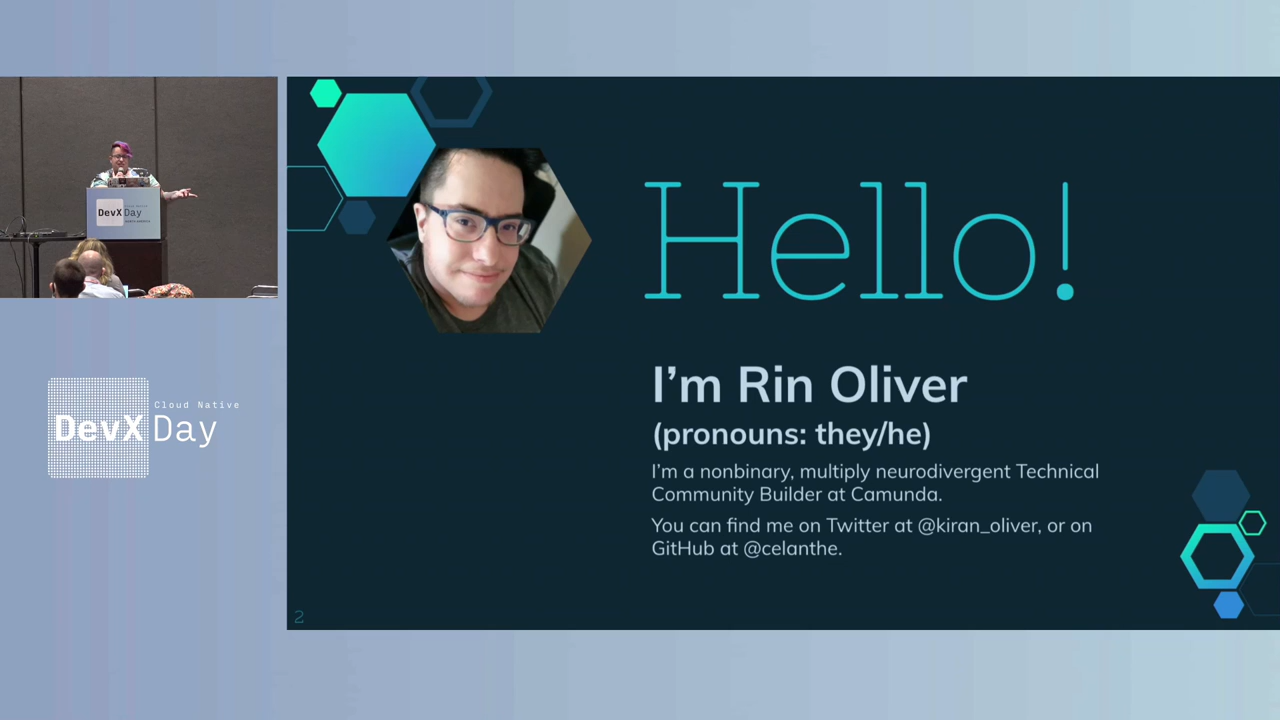 DevX Day
Cloud Native
DevX Day
Hello!
I'm Rin Oliver
(pronouns: they/he)
I'm a nonbinary, multiply neurodivergent Technical
Community Builder at Camunda.
You can find me on Twitter at @kiran_oliver, or on
GitHub at @celanthe.
2